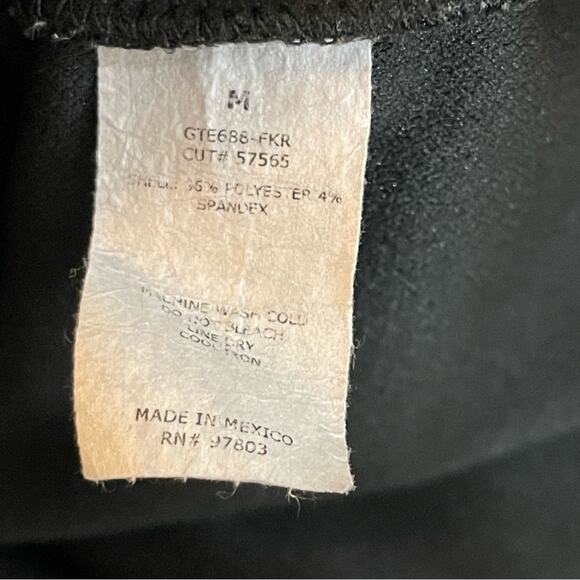 M
GTE688-FKR
CUT# 57565
SHELL: 96% POLYESTER 4%
SPANDEX
MACHINE WASH COLD
DO NOT BLEACH
LINE DRY
COOL IRON
MADE IN MEXICO
RN# 97803